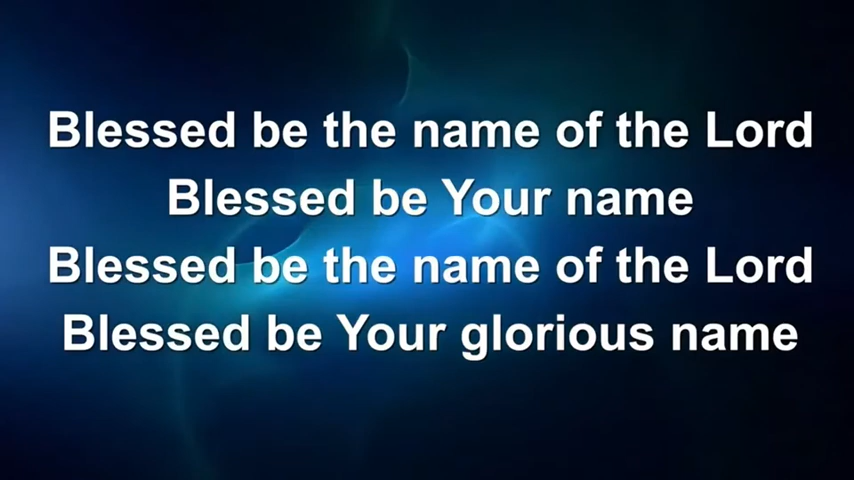 Blessed be the name of the Lord
Blessed be Your name
Blessed be the name of the Lord
Blessed be Your glorious name